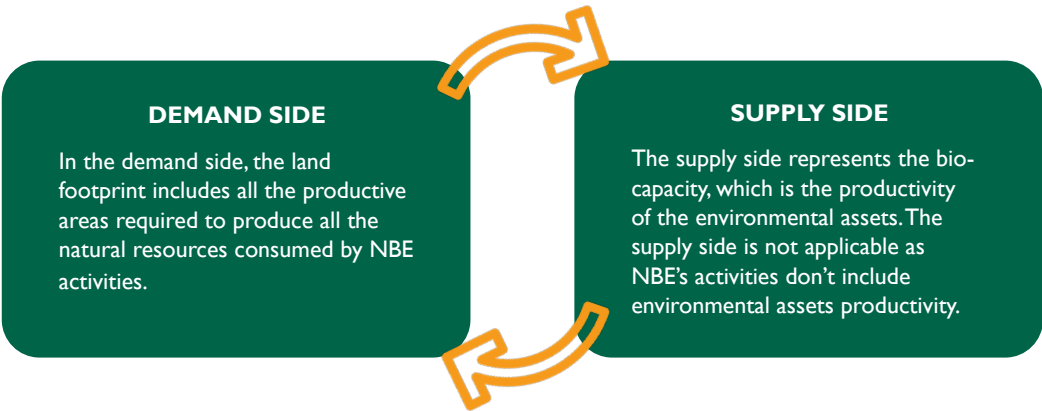 DEMAND SIDE
In the demand side, the land
footprint includes all the productive
areas required to produce all the
natural resources consumed by NBE
activities.
SUPPLY SIDE
The supply side represents the bio-
capacity, which is the productivity
of the environmental assets. The
supply side is not applicable as
NBE’s activities don’t include
environmental assets productivity.